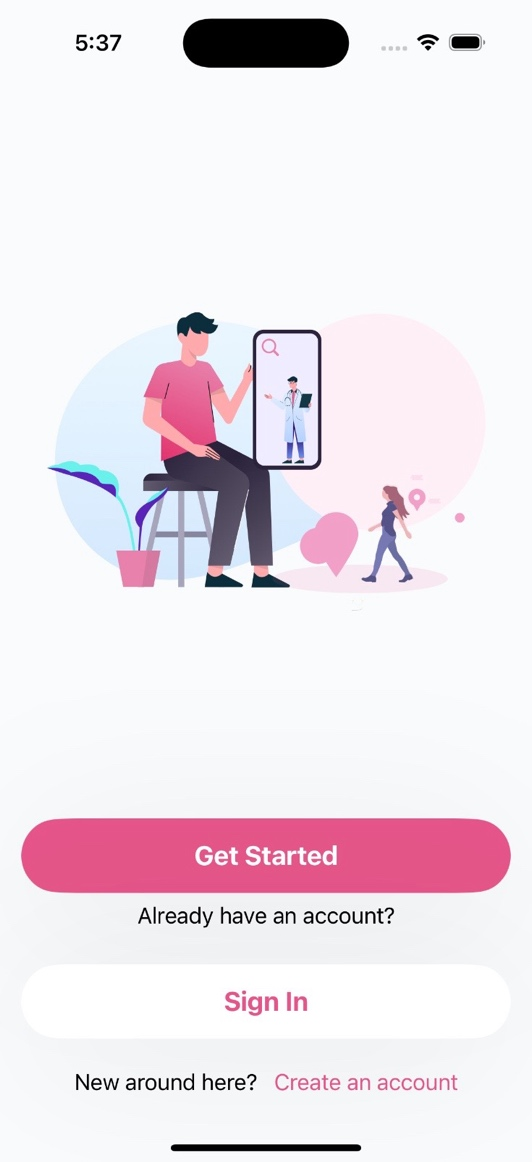 5:37
Get Started
Already have an account?
Sign In
New around here? Create an account